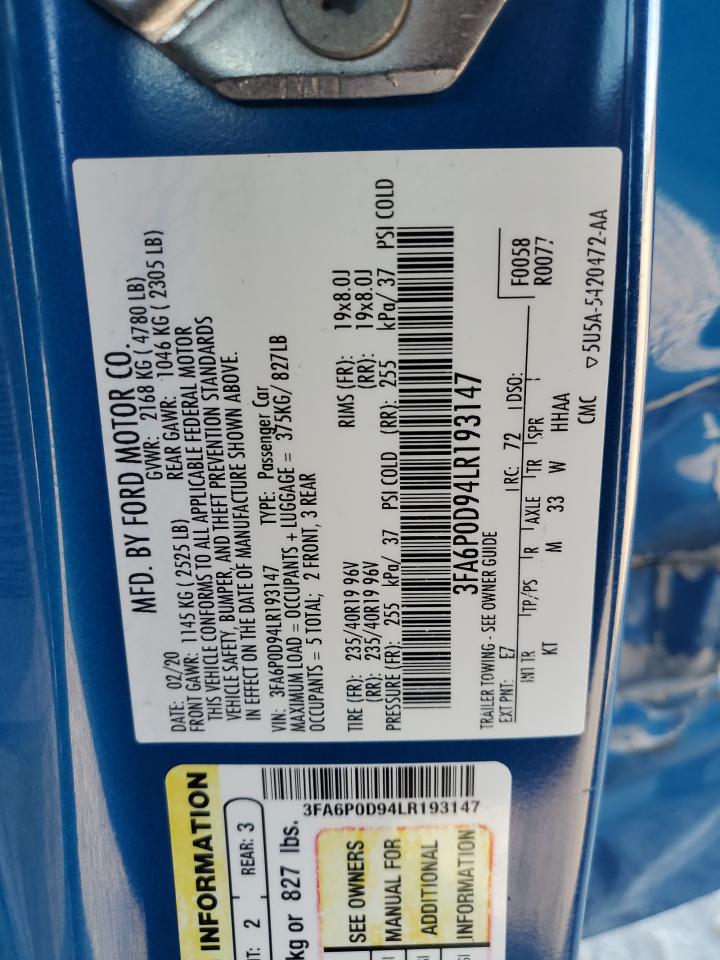 MFD. BY FORD MOTOR CO.
DATE: 02/20 GVWR: 2168 KG ( 4780 LB)
FRONT GAWR: 1145 KG ( 2525 LB) REAR GAWR: 1046 KG ( 2305 LB)
THIS VEHICLE CONFORMS TO ALL APPLICABLE FEDERAL MOTOR
VEHICLE SAFETY, BUMPER, AND THEFT PREVENTION STANDARDS
IN EFFECT ON THE DATE OF MANUFACTURE SHOWN ABOVE.
VIN: 3FA6P0D94LR193147 TYPE: Passenger Car
MAXIMUM LOAD = OCCUPANTS + LUGGAGE = 375KG/ 827LB
OCCUPANTS = 5 TOTAL; 2 FRONT, 3 REAR
TIRE (FR): 235/40R19 96V RIMS (FR): 19x8.0J
(RR): 235/40R19 96V (RR): 19x8.0J
PRESSURE (FR): 255 kPa/ 37 PSI COLD (RR): 255 kPa/ 37 PSI COLD
3FA6P0D94LR193147
TRAILER TOWING - SEE OWNER GUIDE
EXT PNT: E7 RC: 72 DSO: F0058
R0077
INT TR TP/PS R AXLE TR SPR
KT M 33 W HHAA
CMC ▽5U5A-5420472-AA
INFORMATION
2 REAR: 3
kg or 827 lbs.
3FA6P0D94LR193147
SEE OWNERS
MANUAL FOR
ADDITIONAL
INFORMATION